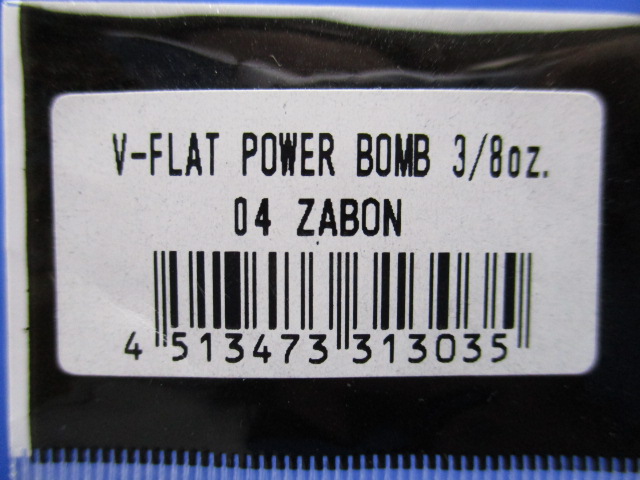 V-FLAT POWER BOMB 3/8oz.
04 ZABON
4 513473 313035